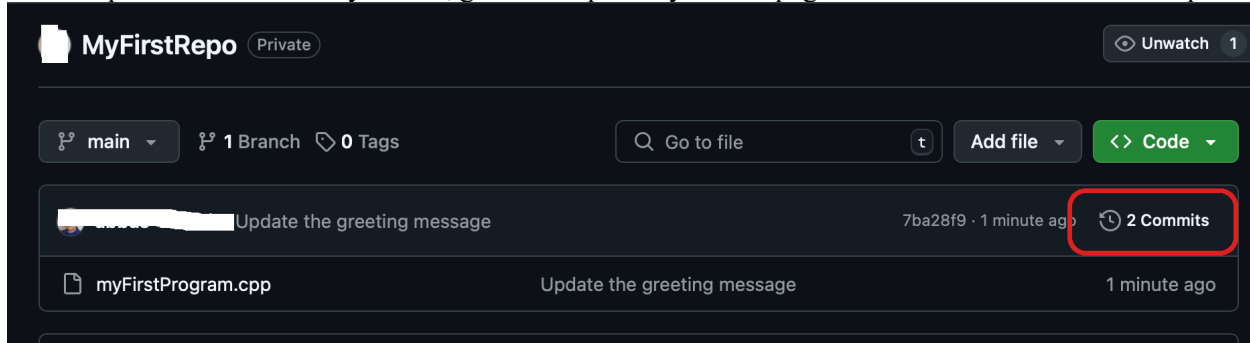 MyFirstRepo Private Unwatch 1
main 1 Branch 0 Tags Go to file t Add file <> Code
Update the greeting message 7ba28f9 · 1 minute ago 2 Commits
myFirstProgram.cpp Update the greeting message 1 minute ago